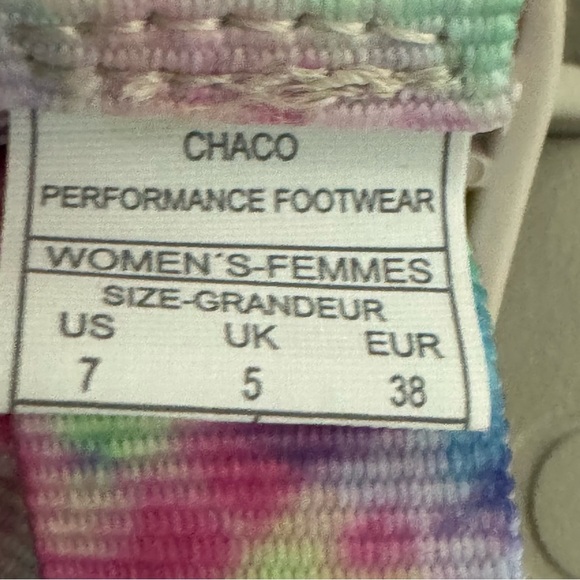 CHACO
PERFORMANCE FOOTWEAR
WOMEN´S-FEMMES
SIZE-GRANDEUR
US UK EUR
7 5 38